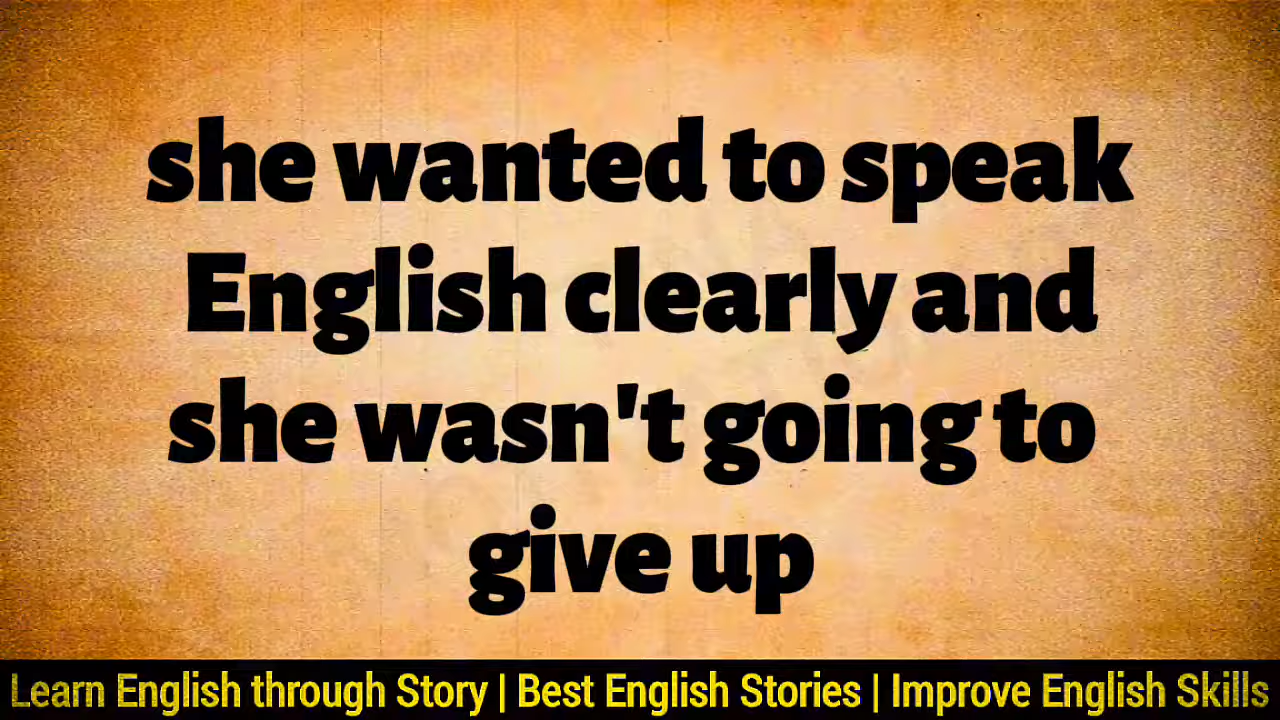 she wanted to speak
English clearly and
she wasn't going to
give up
Learn English through Story | Best English Stories | Improve English Skills